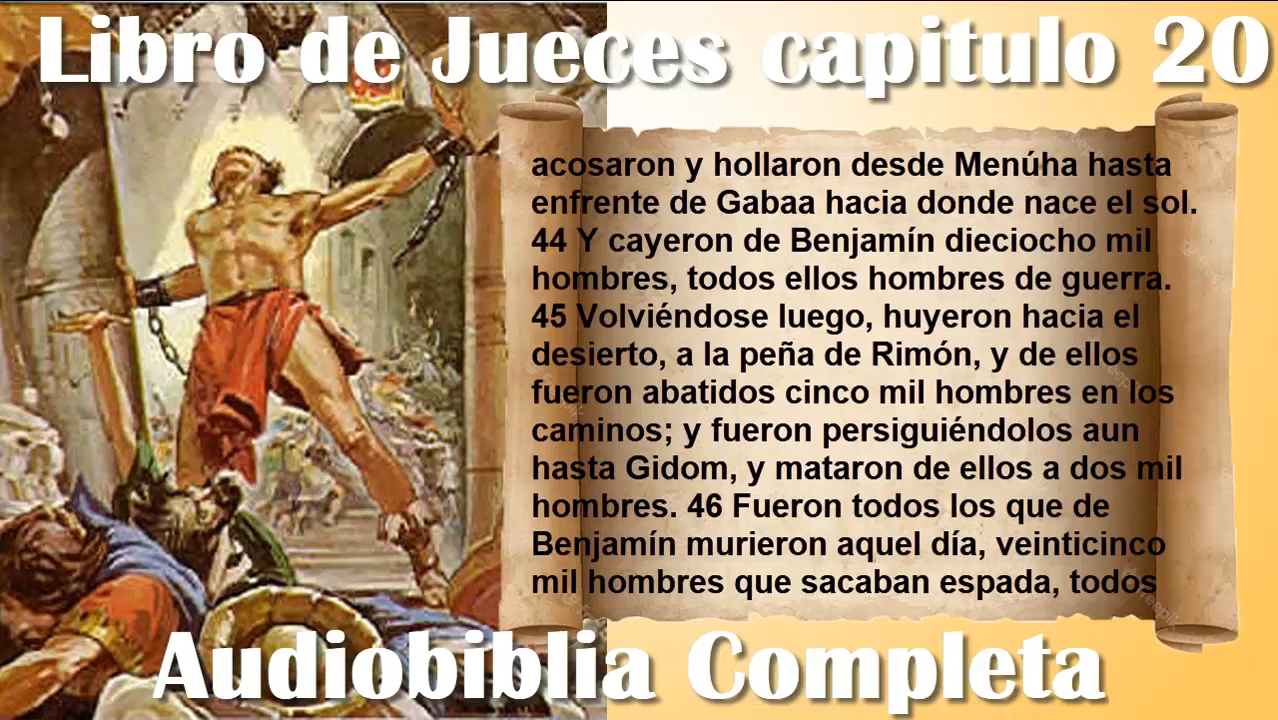 Libro de Jueces capitulo 20
acosaron y hollaron desde Menúha hasta
enfrente de Gabaa hacia donde nace el sol.
44 Y cayeron de Benjamín dieciocho mil
hombres, todos ellos hombres de guerra.
45 Volviéndose luego, huyeron hacia el
desierto, a la peña de Rimón, y de ellos
fueron abatidos cinco mil hombres en los
caminos; y fueron persiguiéndolos aun
hasta Gidom, y mataron de ellos a dos mil
hombres. 46 Fueron todos los que de
Benjamín murieron aquel día, veinticinco
mil hombres que sacaban espada, todos
Audiobiblia Completa